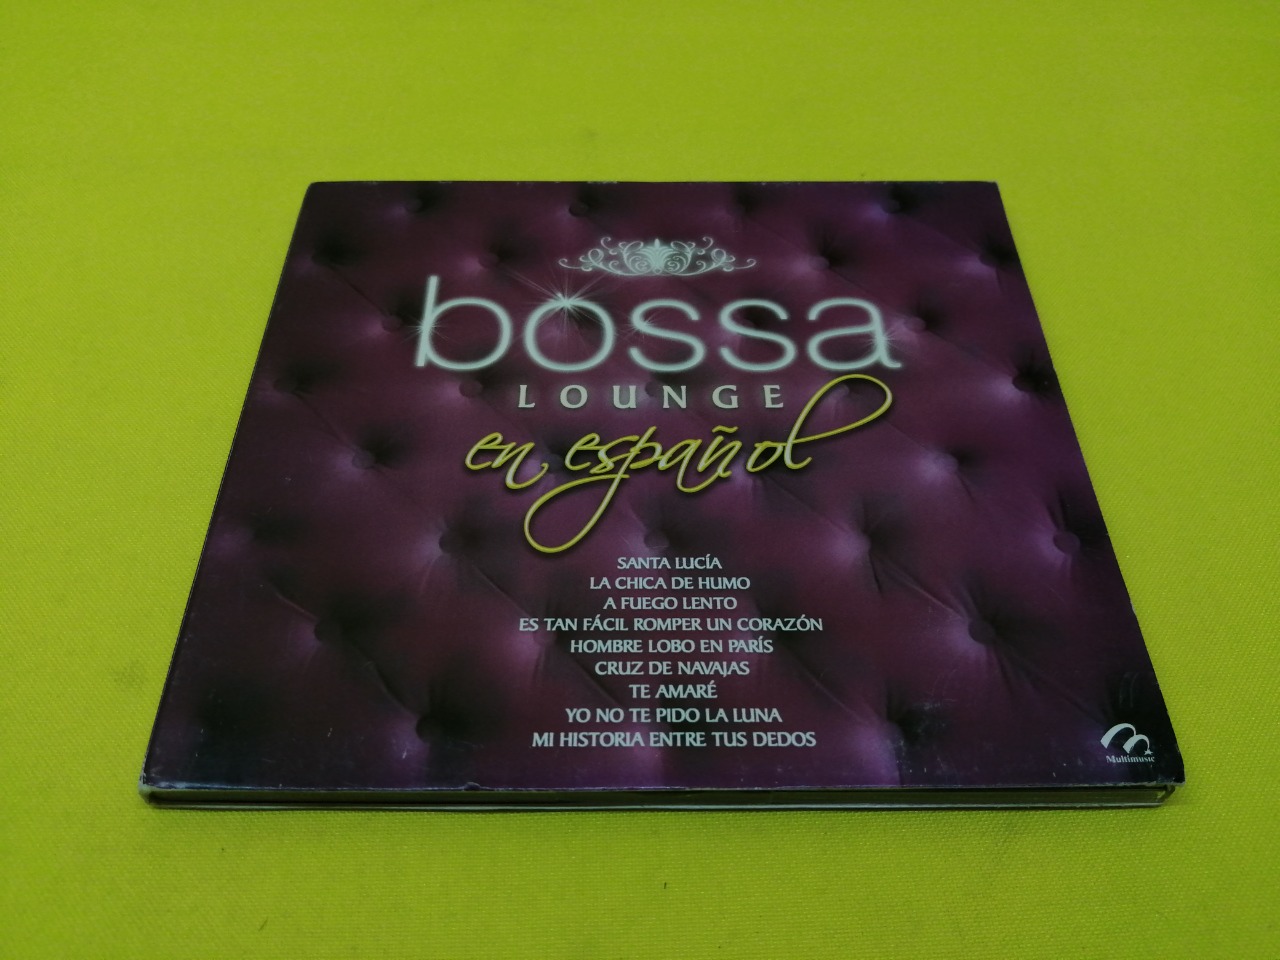 bossa
LOUNGE
en español
SANTA LUCÍA
LA CHICA DE HUMO
A FUEGO LENTO
ES TAN FÁCIL ROMPER UN CORAZÓN
HOMBRE LOBO EN PARÍS
CRUZ DE NAVAJAS
TE AMARÉ
YO NO TE PIDO LA LUNA
MI HISTORIA ENTRE TUS DEDOS
Multimusic